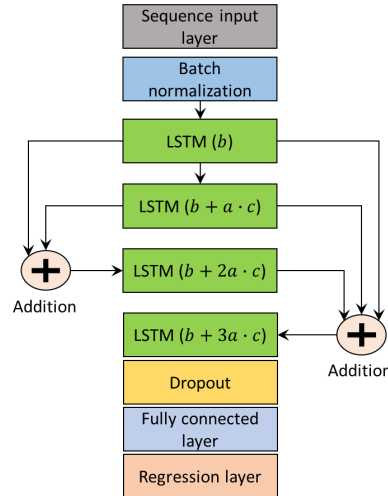 Sequence input
layer
Batch
normalization
LSTM (b)
LSTM (b + a · c)
LSTM (b + 2a · c)
Addition
LSTM (b + 3a · c)
Addition
Dropout
Fully connected
layer
Regression layer